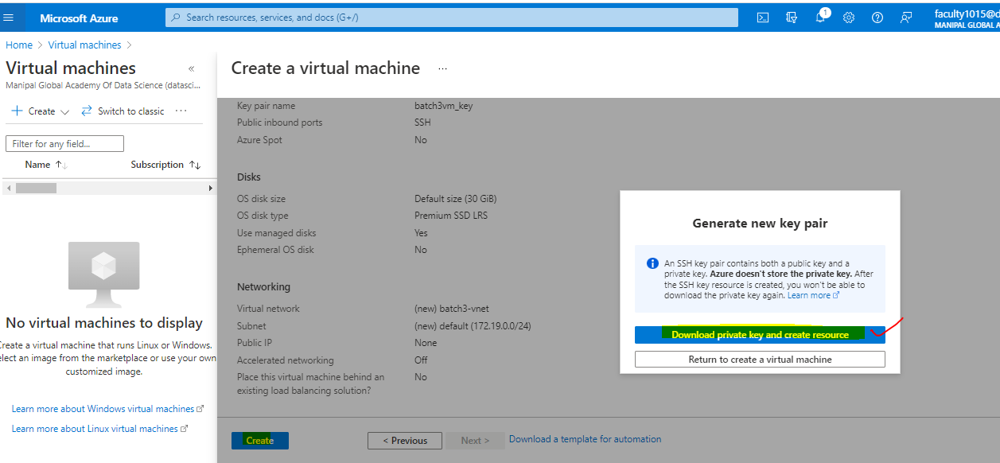 Microsoft Azure
Search resources, services, and docs (G+/)
1
faculty1015@d
MANIPAL GLOBAL A
Home > Virtual machines >
Virtual machines
«
Manipal Global Academy Of Data Science (datasci...
+ Create
Switch to classic
...
Filter for any field...
Name ↑↓
Subscription ↑↓
No virtual machines to display
Create a virtual machine that runs Linux or Windows.
elect an image from the marketplace or use your own
customized image.
Learn more about Windows virtual machines
Learn more about Linux virtual machines
Create a virtual machine ...
Key pair name batch3vm_key
Public inbound ports SSH
Azure Spot No
Disks
OS disk size Default size (30 GiB)
OS disk type Premium SSD LRS
Use managed disks Yes
Ephemeral OS disk No
Networking
Virtual network (new) batch3-vnet
Subnet (new) default (172.19.0.0/24)
Public IP None
Accelerated networking Off
Place this virtual machine behind an No
existing load balancing solution?
Create
< Previous
Next >
Download a template for automation
Generate new key pair
An SSH key pair contains both a public key and a
private key. Azure doesn't store the private key. After
the SSH key resource is created, you won't be able to
download the private key again. Learn more
Download private key and create resource
Return to create a virtual machine